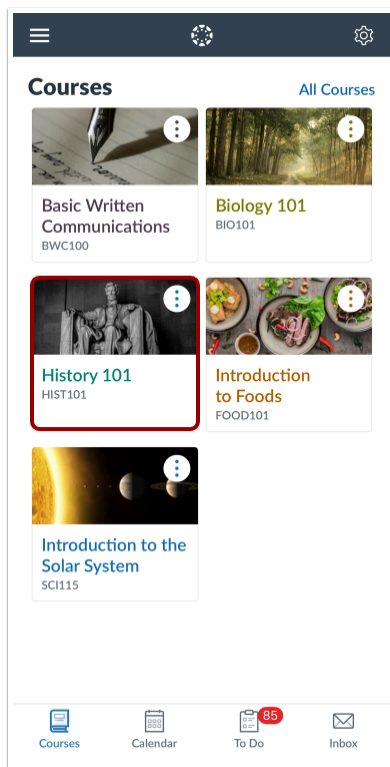 Courses
All Courses
Basic Written
Communications
BWC100
Biology 101
BIO101
History 101
HIST101
Introduction
to Foods
FOOD101
Introduction to the
Solar System
SCI115
85
Courses
Calendar
To Do
Inbox